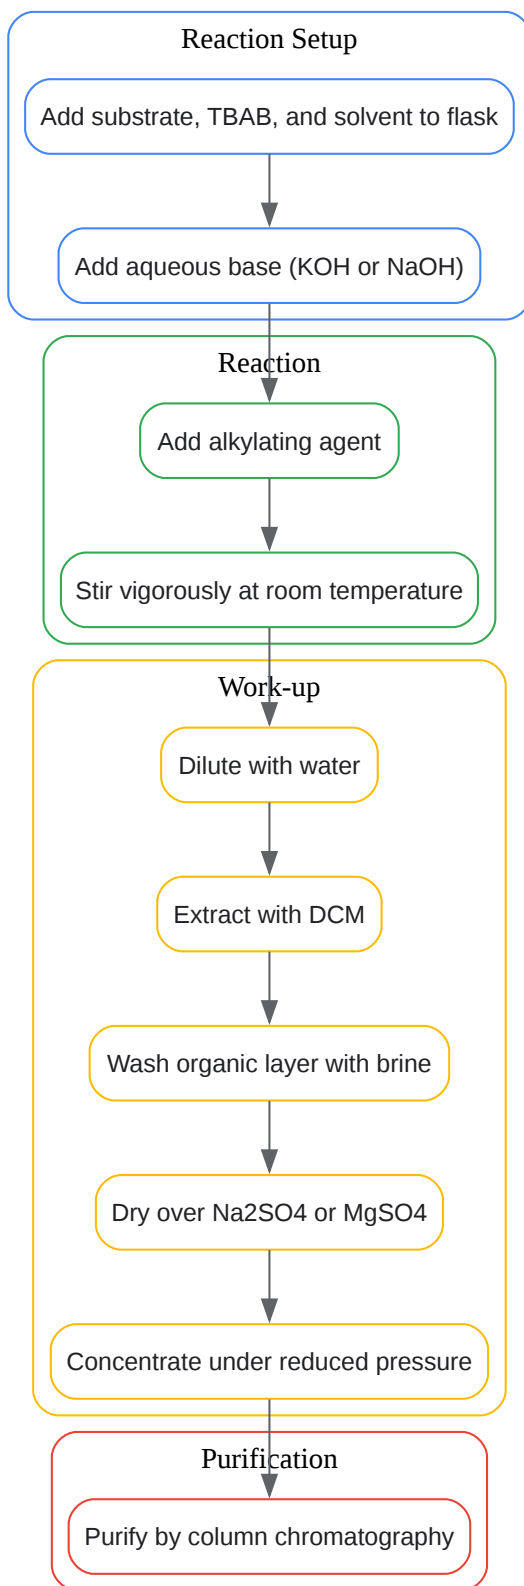 Reaction Setup
Add substrate, TBAB, and solvent to flask
Add aqueous base (KOH or NaOH)
Reaction
Add alkylating agent
Stir vigorously at room temperature
Work-up
Dilute with water
Extract with DCM
Wash organic layer with brine
Dry over Na2SO4 or MgSO4
Concentrate under reduced pressure
Purification
Purify by column chromatography